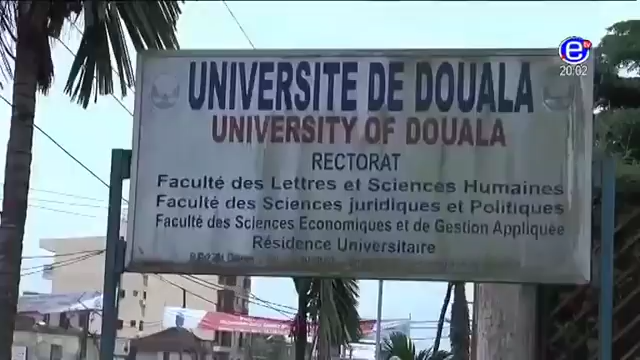 e
20:02
UNIVERSITE DE DOUALA
UNIVERSITY OF DOUALA
RECTORAT
Faculté des Lettres et Sciences Humaines
Faculté des Sciences juridiques et Politiques
Faculté des Sciences Economiques et de Gestion Appliquée
Résidence Universitaire